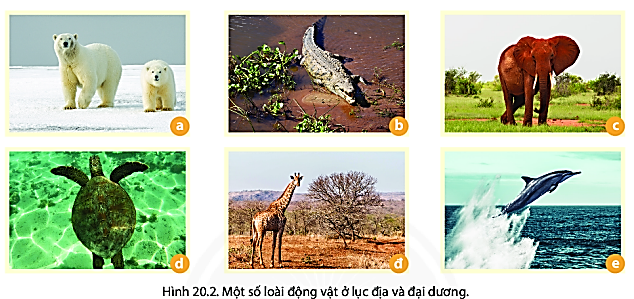 a
b
c
d
đ
e
Hình 20.2. Một số loài động vật ở lục địa và đại dương.